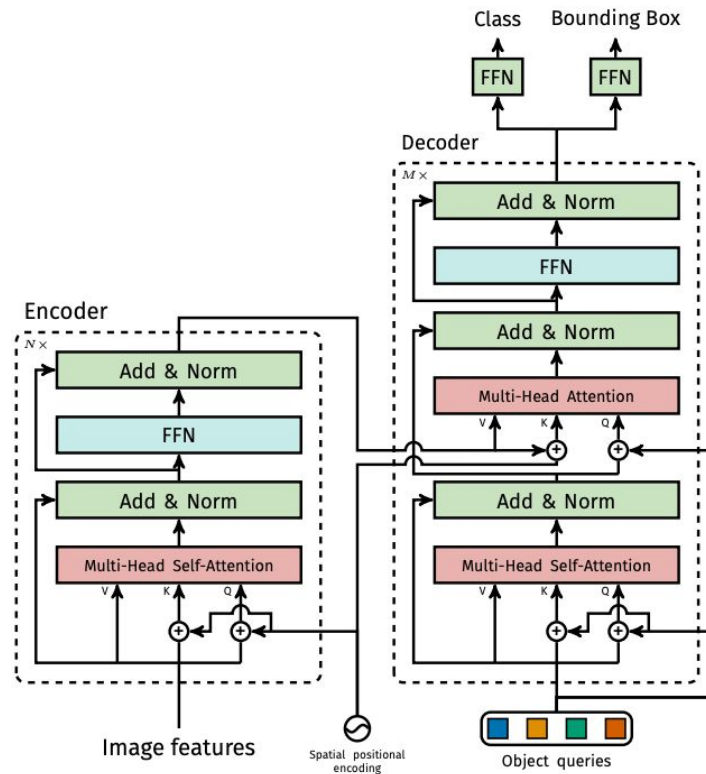 Class
Bounding Box
FFN
FFN
Decoder
M×
Add & Norm
FFN
Add & Norm
Multi-Head Attention
V
K
Q
+
+
Add & Norm
Multi-Head Self-Attention
V
K
Q
+
+
Object queries
Encoder
N×
Add & Norm
FFN
Add & Norm
Multi-Head Self-Attention
V
K
Q
+
+
Image features
Spatial positional
encoding